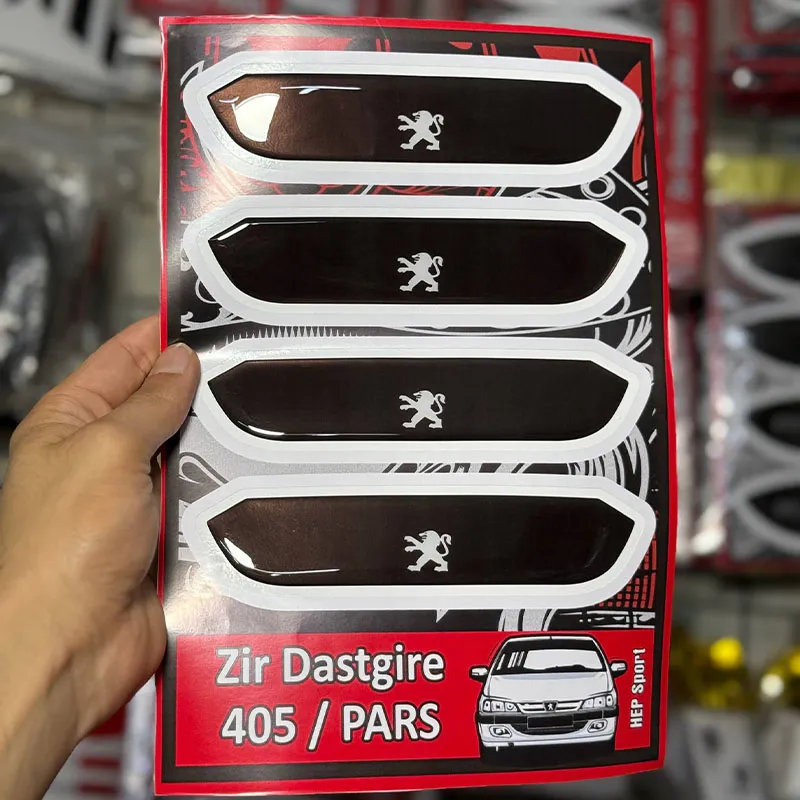 Zir Dastgire
405 / PARS
HEP Sport